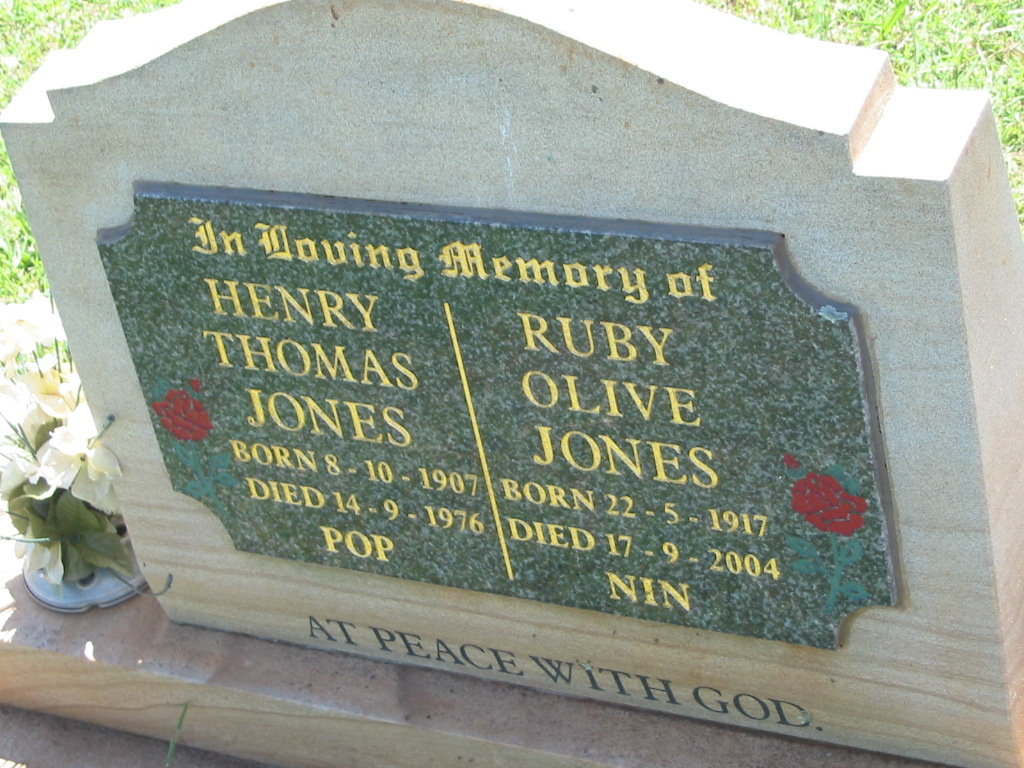 In Loving Memory of
HENRY
THOMAS
JONES
BORN 8-10-1907
DIED 14-9-1976
POP
RUBY
OLIVE
JONES
BORN 22-5-1917
DIED 17-9-2004
NIN
AT PEACE WITH GOD.